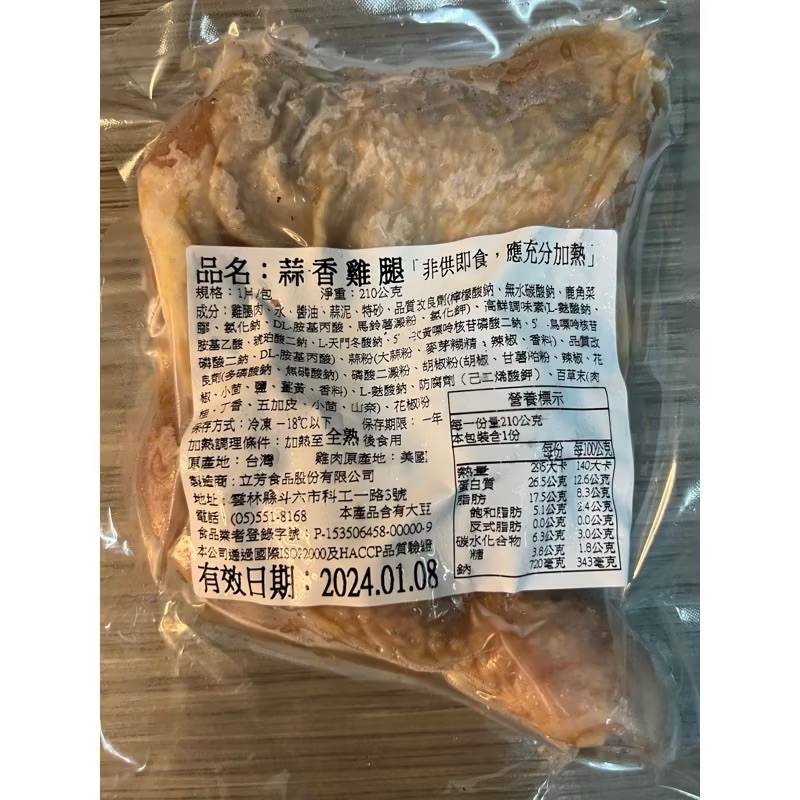 品名：蒜香雞腿「非供即食，應充分加熱」
規格：1片/包 淨重：210公克
成分：雞腿肉、水、醬油、蒜泥、特砂、品質改良劑(檸檬酸鈉、無水碳酸鈉、鹿角菜
膠、氯化鈉、DL-胺基丙酸、馬鈴薯澱粉、氯化鉀)、高鮮調味素(L-麩酸鈉、
胺基乙酸、琥珀酸二鈉、L-天門冬酸鈉、5'-次黃嘌呤核苷磷酸二鈉、5'-鳥嘌呤核苷
磷酸二鈉、DL-胺基丙酸)、蒜粉(大蒜粉、麥芽糊精、辣椒、香料)、品質改
良劑(多磷酸鈉、無磷酸鈉)、磷酸二澱粉、胡椒粉(胡椒、甘薯粕粉、辣椒、花
椒、小茴、鹽、薑黃、香料)、L-麩酸鈉、防腐劑（己二烯酸鉀）、百草末(肉
桂、丁香、五加皮、小茴、山奈)、花椒粉
保存方式：冷凍－18℃以下 保存期限：一年
加熱調理條件：加熱至全熟後食用
原產地：台灣 雞肉原產地：美國
製造商：立芳食品股份有限公司
地址：雲林縣斗六市科工一路3號
電話：(05)551-8168 本產品含有大豆
食品業者登錄字號：P-153506458-00000-9
本公司通過國際ISO22000及HACCP品質驗證
有效日期：2024.01.08
營養標示
每一份量210公克
本包裝含1份
每份 每100公克
熱量 296大卡 140大卡
蛋白質 26.5公克 12.6公克
脂肪 17.5公克 8.3公克
飽和脂肪 5.1公克 2.4公克
反式脂肪 0.0公克 0.0公克
碳水化合物 6.3公克 3.0公克
糖 3.8公克 1.8公克
鈉 720毫克 343毫克